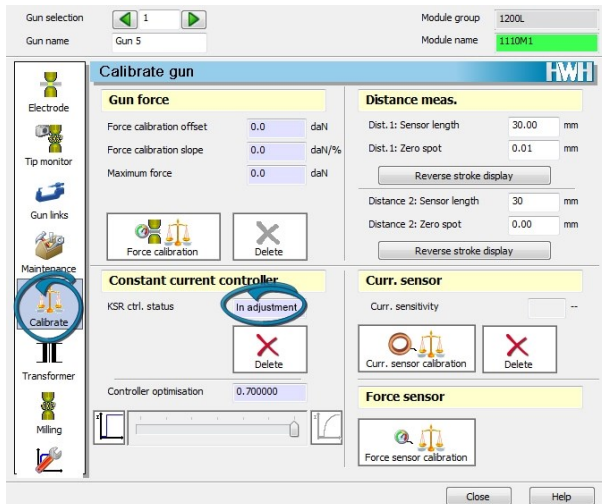 Gun selection 1 Module group 1200L
Gun name Gun 5 Module name 1110M1
Calibrate gun HWH
Electrode
Tip monitor
Gun links
Maintenance
Calibrate
Transformer
Milling
Gun force
Force calibration offset 0.0 daN
Force calibration slope 0.0 daN/%
Maximum force 0.0 daN
Force calibration Delete
Distance meas.
Dist.1: Sensor length 30.00 mm
Dist.1: Zero spot 0.01 mm
Reverse stroke display
Distance 2: Sensor length 30 mm
Distance 2: Zero spot 0.00 mm
Reverse stroke display
Constant current controller
KSR ctrl. status In adjustment
Delete
Controller optimisation 0.700000
Curr. sensor
Curr. sensitivity --
Curr. sensor calibration Delete
Force sensor
Force sensor calibration
Close Help